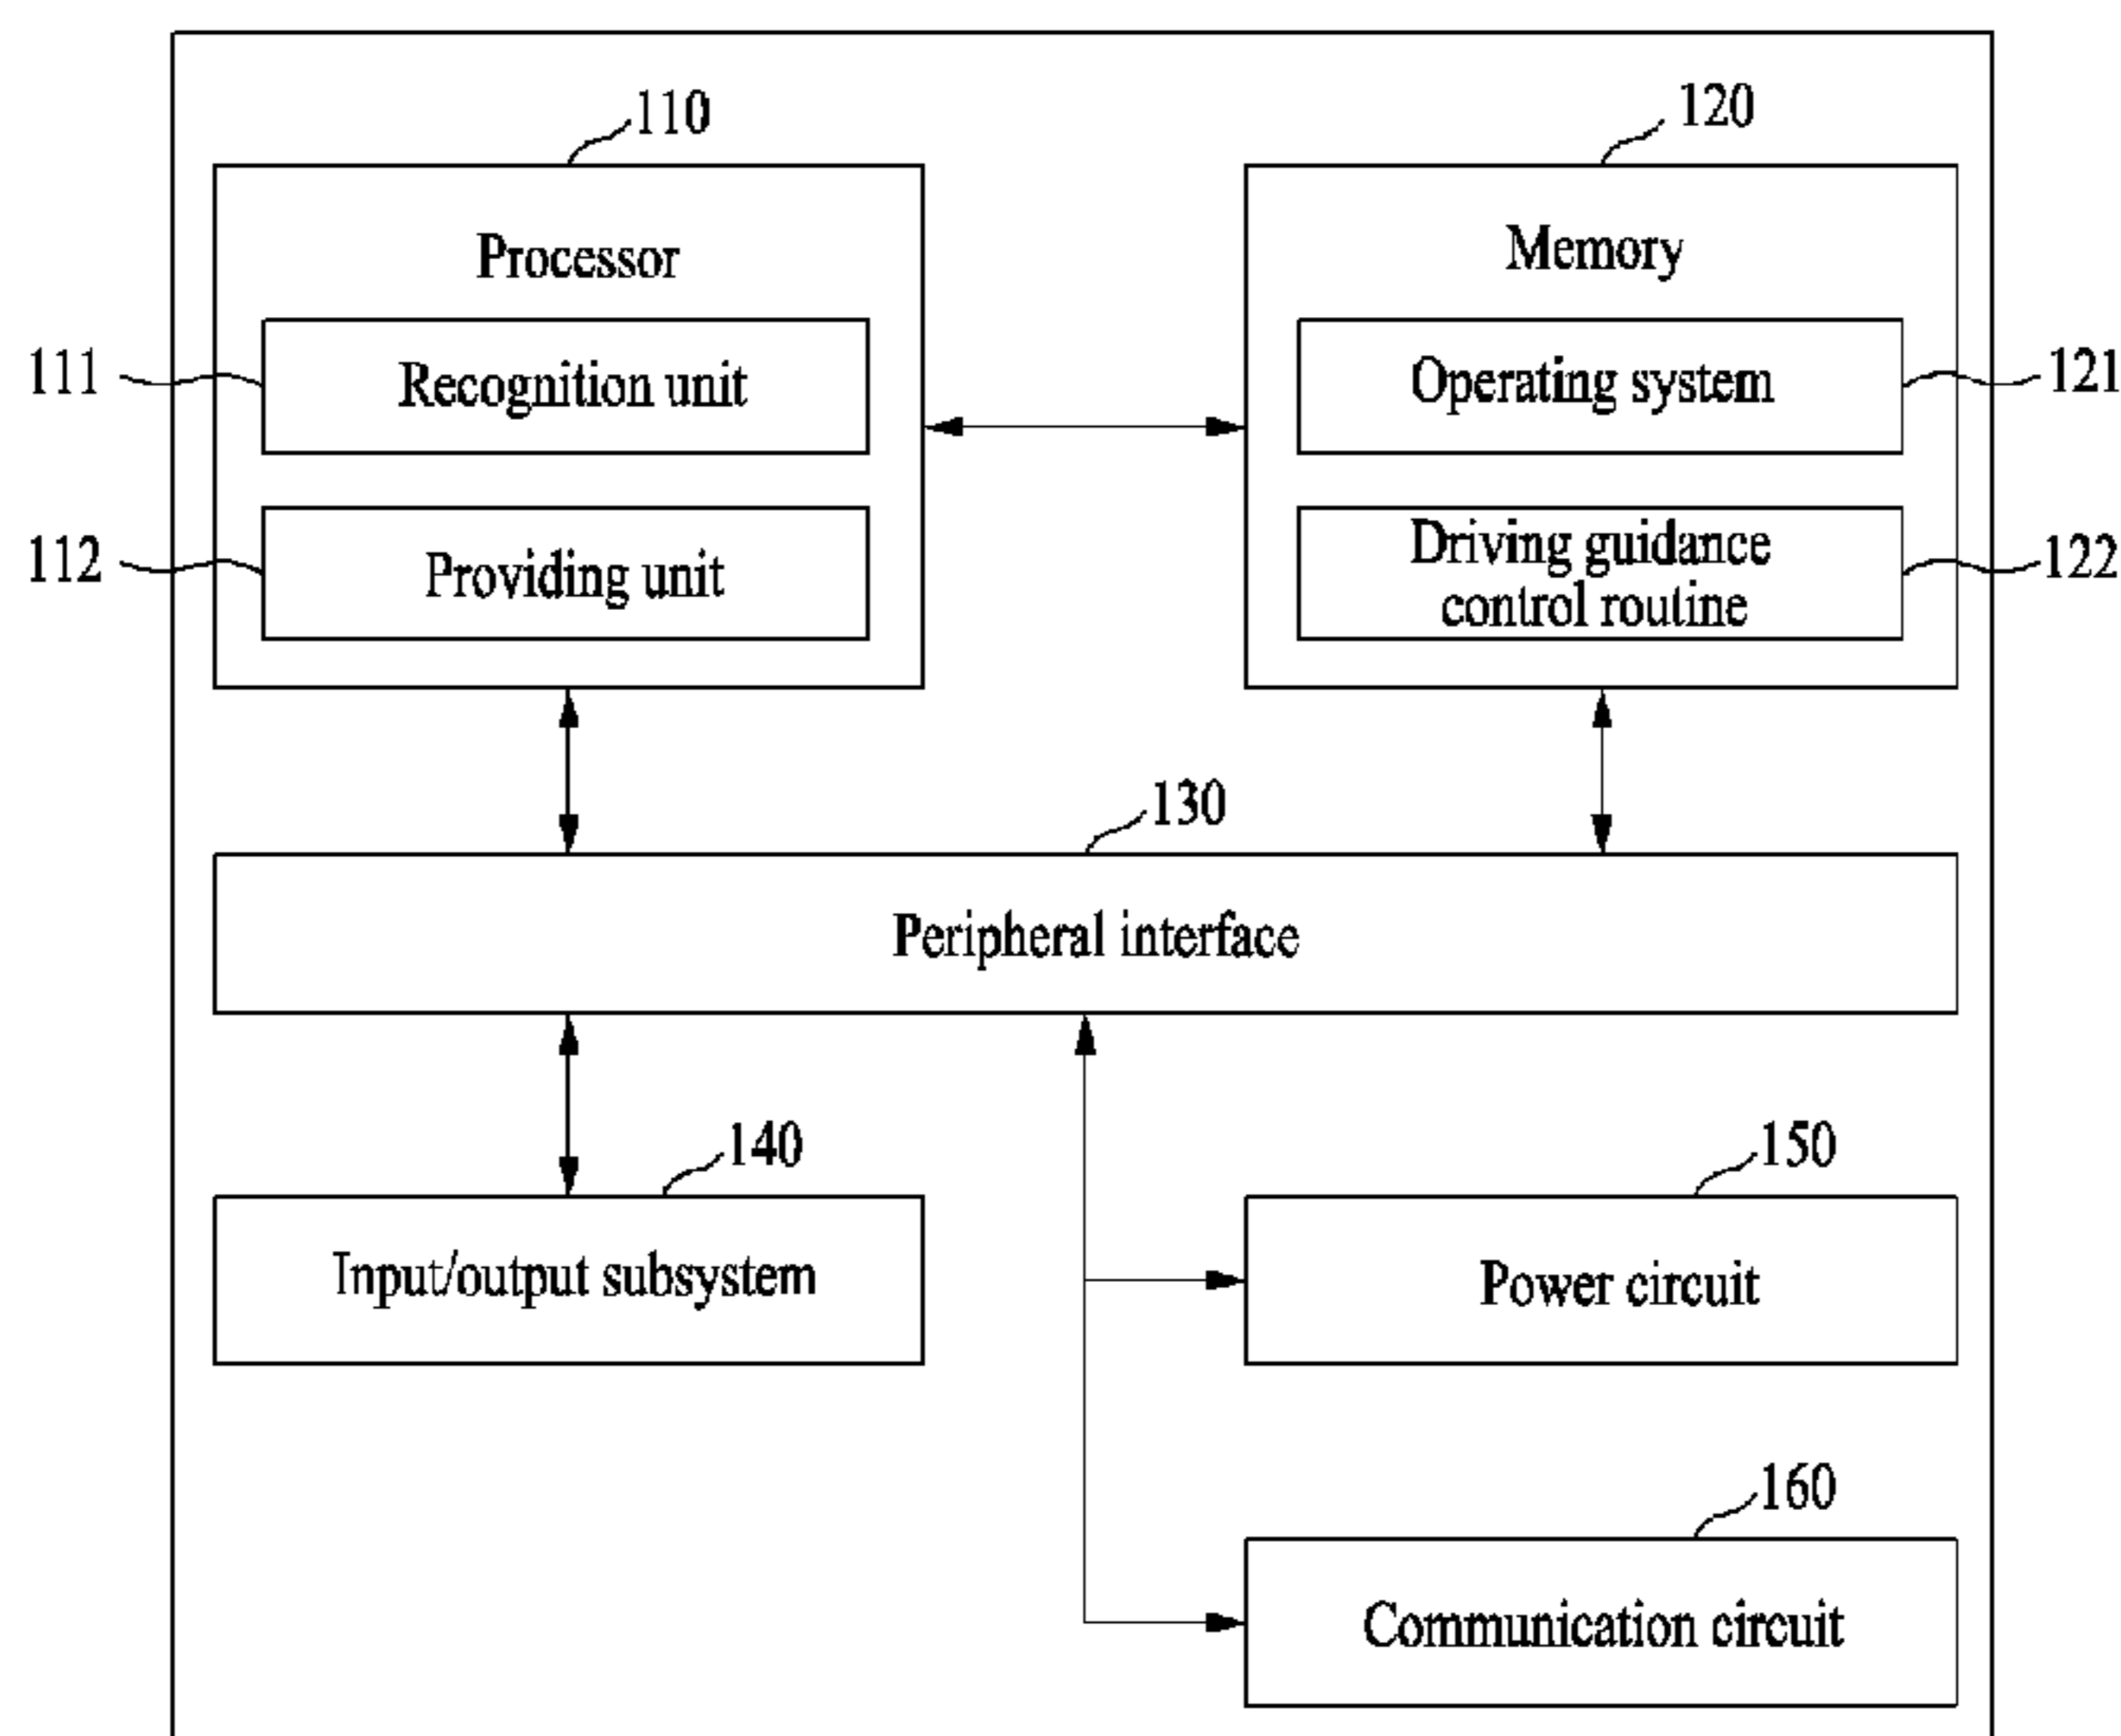 110
120
Processor
Memory
111
Recognition unit
Operating system
121
112
Providing unit
Driving guidance
control routine
122
130
Peripheral interface
140
150
Input/output subsystem
Power circuit
160
Communication circuit